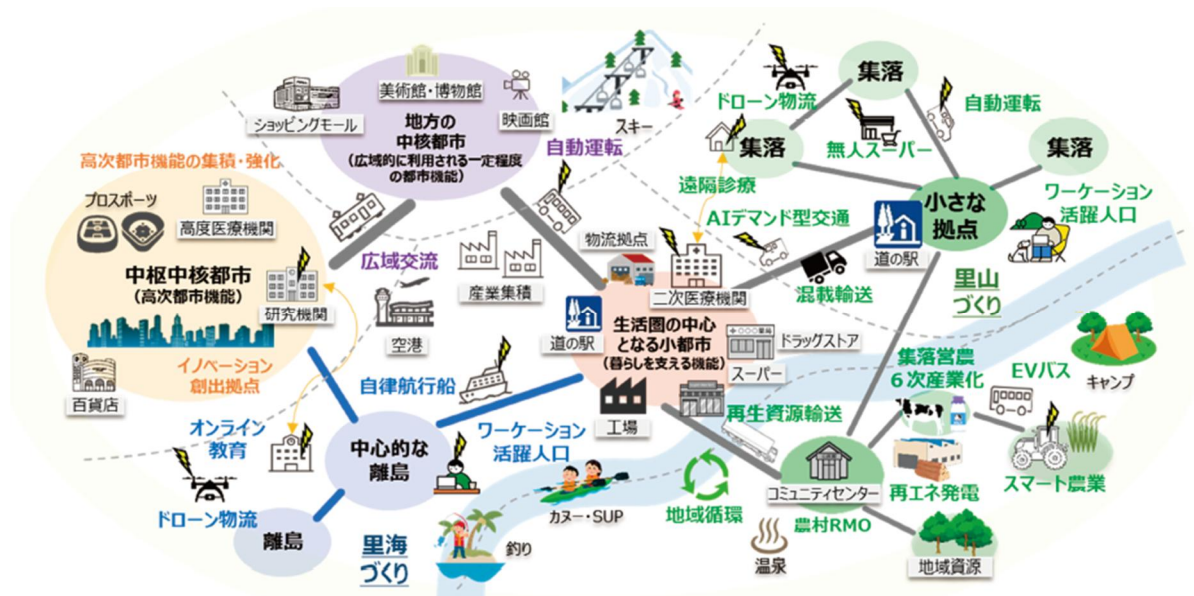 美術館・博物館
ショッピングモール
映画館
地方の
中核都市
(広域的に利用される一定程度
の都市機能)
スキー
自動運転
高次都市機能の集積・強化
プロスポーツ
高度医療機関
中枢中核都市
(高次都市機能)
研究機関
イノベーション
創出拠点
百貨店
広域交流
産業集積
空港
物流拠点
二次医療機関
道の駅
生活圏の中心
となる小都市
(暮らしを支える機能)
ドラッグストア
スーパー
工場
集落
ドローン物流
自動運転
集落
無人スーパー
集落
遠隔診療
AIデマンド型交通
小さな
拠点
道の駅
混載輸送
ワーケーション
活躍人口
里山
づくり
キャンプ
集落営農
6次産業化
EVバス
スマート農業
再生資源輸送
コミュニティセンター
再エネ発電
農村RMO
地域資源
温泉
地域循環
自律航行船
オンライン
教育
中心的な
離島
ワーケーション
活躍人口
ドローン物流
離島
里海
づくり
釣り
カヌー・SUP